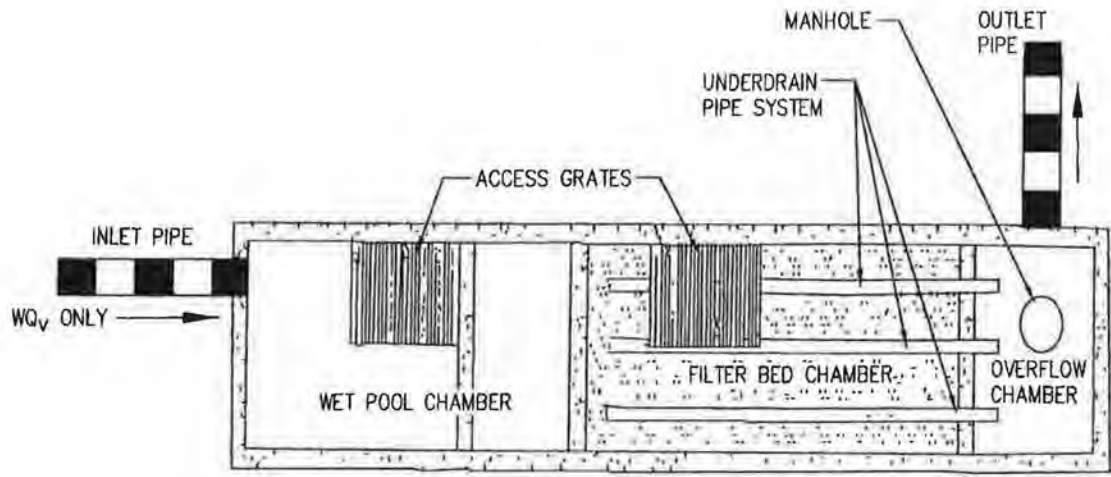 MANHOLE
OUTLET
PIPE
UNDERDRAIN
PIPE SYSTEM
ACCESS GRATES
INLET PIPE
WQv ONLY
WET POOL CHAMBER
FILTER BED CHAMBER
OVERFLOW
CHAMBER